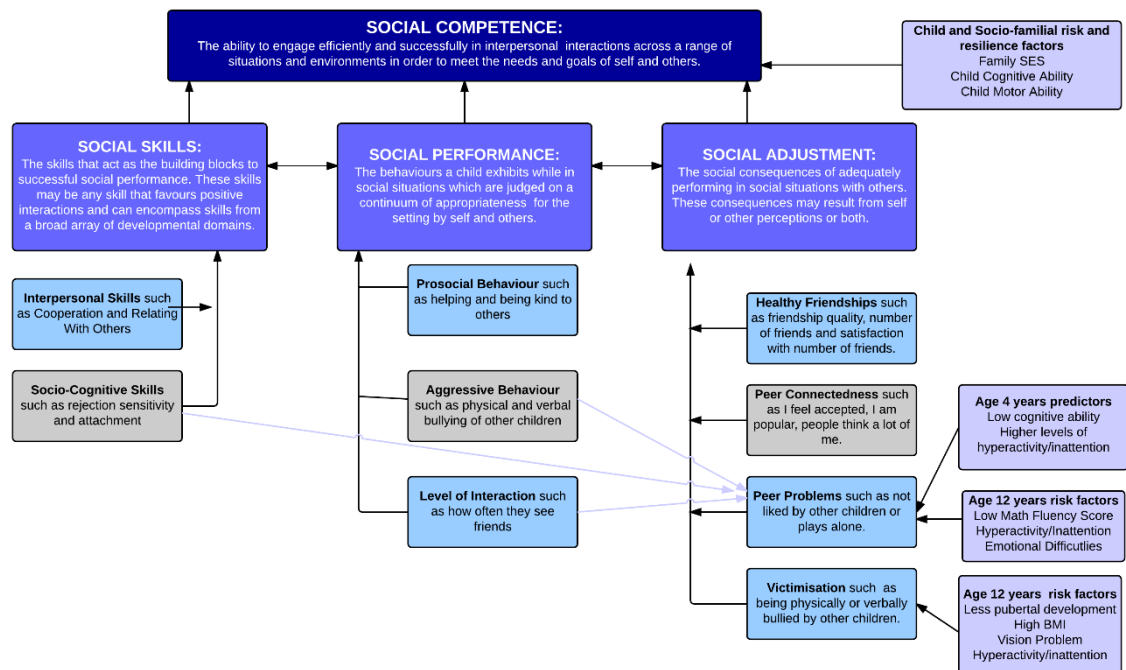 SOCIAL COMPETENCE:
The ability to engage efficiently and successfully in interpersonal interactions across a range of
situations and environments in order to meet the needs and goals of self and others.
Child and Socio-familial risk and
resilience factors
Family SES
Child Cognitive Ability
Child Motor Ability
SOCIAL SKILLS:
The skills that act as the building blocks to
successful social performance. These skills
may be any skill that favours positive
interactions and can encompass skills from
a broad array of developmental domains.
SOCIAL PERFORMANCE:
The behaviours a child exhibits while in
social situations which are judged on a
continuum of appropriateness for the
setting by self and others.
SOCIAL ADJUSTMENT:
The social consequences of adequately
performing in social situations with others.
These consequences may result from self
or other perceptions or both.
Interpersonal Skills such
as Cooperation and Relating
With Others
Socio-Cognitive Skills
such as rejection sensitivity
and attachment
Prosocial Behaviour such
as helping and being kind to
others
Aggressive Behaviour
such as physical and verbal
bullying of other children
Level of Interaction such
as how often they see
friends
Healthy Friendships such
as friendship quality, number
of friends and satisfaction
with number of friends.
Peer Connectedness such
as I feel accepted, I am
popular, people think a lot of
me.
Peer Problems such as not
liked by other children or
plays alone.
Victimisation such as
being physically or verbally
bullied by other children.
Age 4 years predictors
Low cognitive ability
Higher levels of
hyperactivity/inattention
Age 12 years risk factors
Low Math Fluency Score
Hyperactivity/Inattention
Emotional Difficutlies
Age 12 years risk factors
Less pubertal development
High BMI
Vision Problem
Hyperactivity/inattention